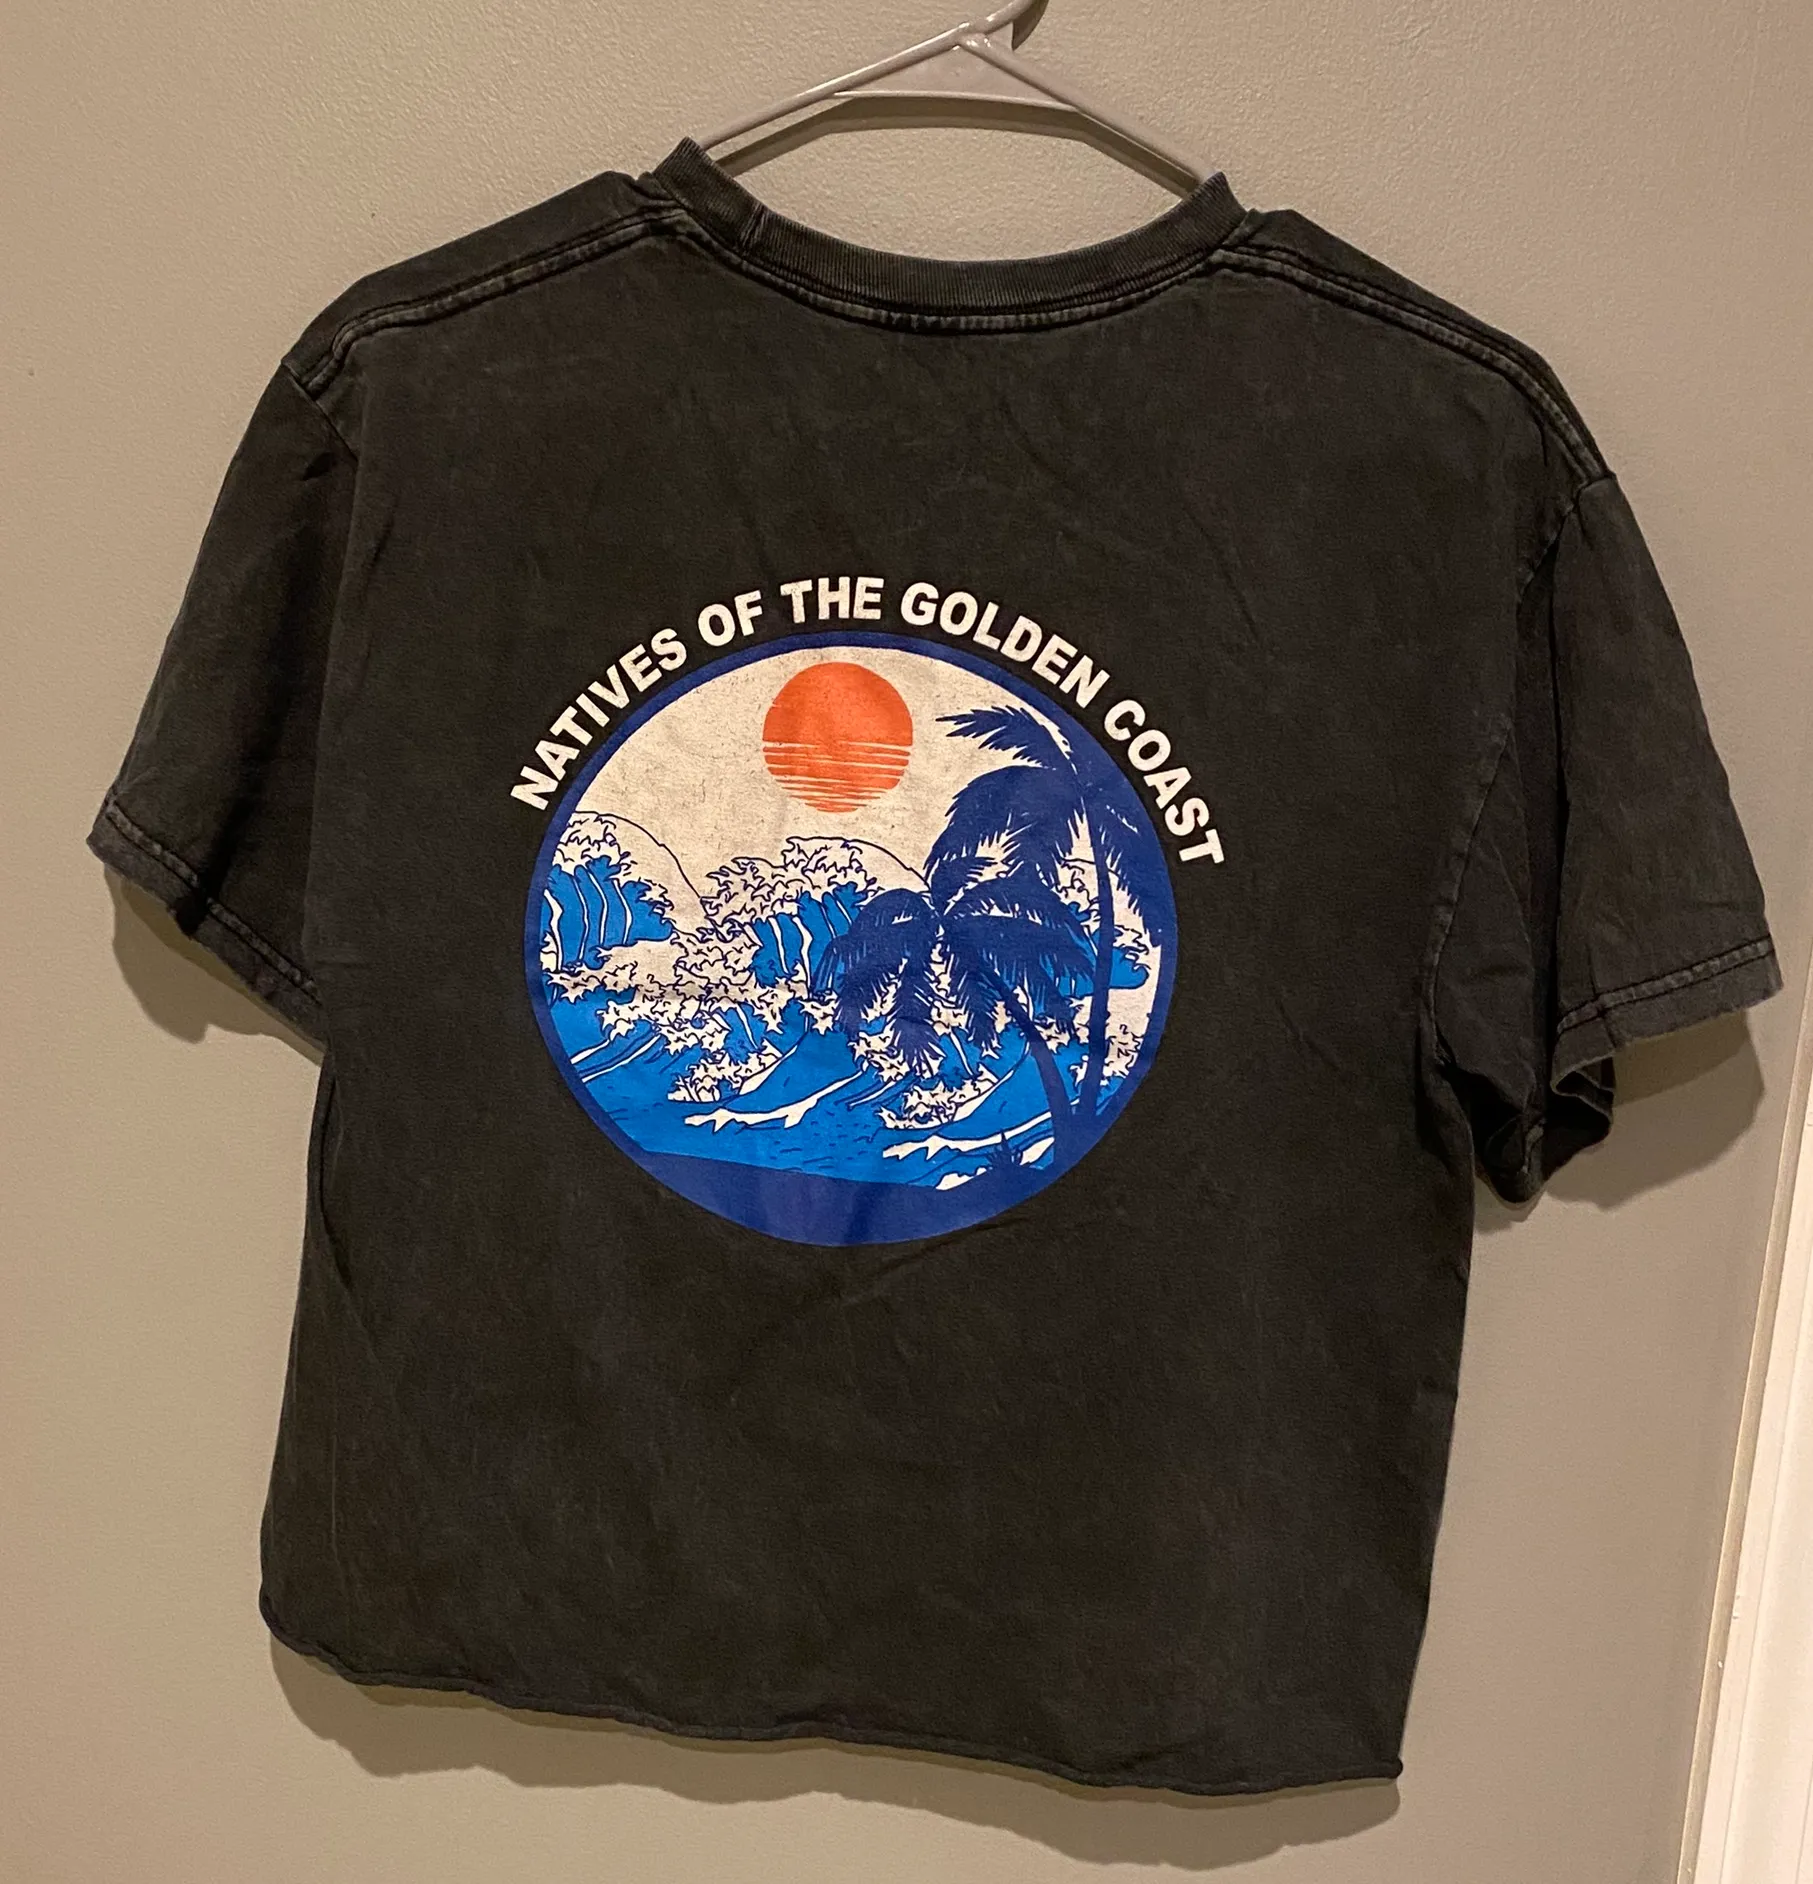 NATIVES OF THE GOLDEN COAST